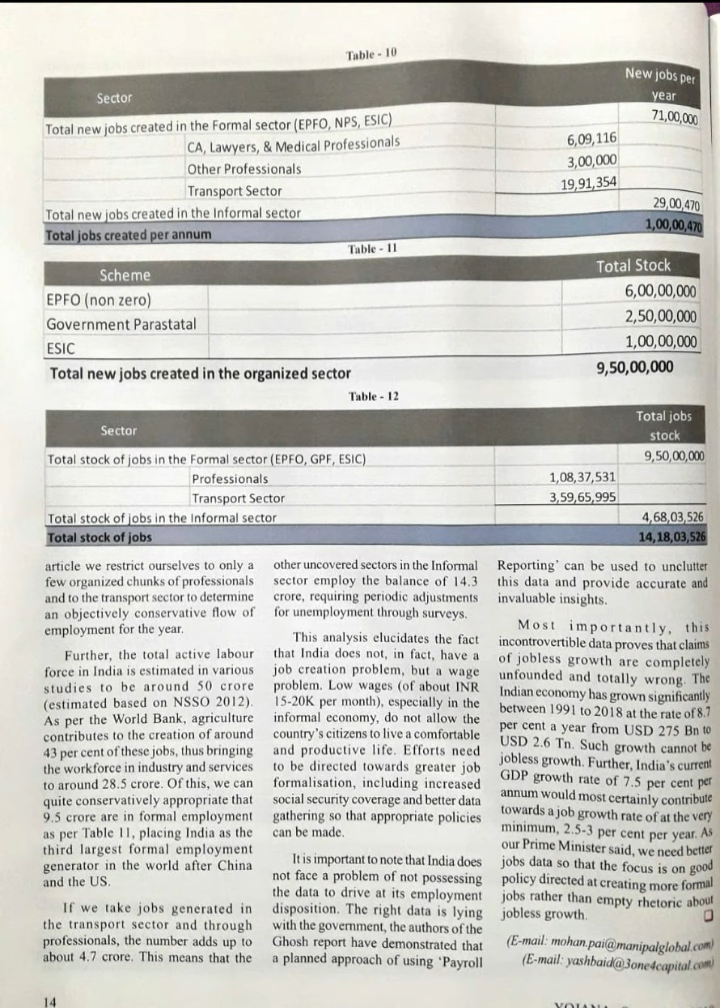 Table - 10
Sector New jobs per
year
Total new jobs created in the Formal sector (EPFO, NPS, ESIC) 71,00,000
CA, Lawyers, & Medical Professionals 6,09,116
Other Professionals 3,00,000
Transport Sector 19,91,354
Total new jobs created in the Informal sector 29,00,470
Total jobs created per annum 1,00,00,470
Table - 11
Scheme Total Stock
EPFO (non zero) 6,00,00,000
Government Parastatal 2,50,00,000
ESIC 1,00,00,000
Total new jobs created in the organized sector 9,50,00,000
Table - 12
Sector Total jobs
stock
Total stock of jobs in the Formal sector (EPFO, GPF, ESIC) 9,50,00,000
Professionals 1,08,37,531
Transport Sector 3,59,65,995
Total stock of jobs in the Informal sector 4,68,03,526
Total stock of jobs 14,18,03,526
article we restrict ourselves to only a
few organized chunks of professionals
and to the transport sector to determine
an objectively conservative flow of
employment for the year.
Further, the total active labour
force in India is estimated in various
studies to be around 50 crore
(estimated based on NSSO 2012).
As per the World Bank, agriculture
contributes to the creation of around
43 per cent of these jobs, thus bringing
the workforce in industry and services
to around 28.5 crore. Of this, we can
quite conservatively appropriate that
9.5 crore are in formal employment
as per Table 11, placing India as the
third largest formal employment
generator in the world after China
and the US.
If we take jobs generated in
the transport sector and through
professionals, the number adds up to
about 4.7 crore. This means that the
other uncovered sectors in the Informal
sector employ the balance of 14.3
crore, requiring periodic adjustments
for unemployment through surveys.
This analysis elucidates the fact
that India does not, in fact, have a
job creation problem, but a wage
problem. Low wages (of about INR
15-20K per month), especially in the
informal economy, do not allow the
country's citizens to live a comfortable
and productive life. Efforts need
to be directed towards greater job
formalisation, including increased
social security coverage and better data
gathering so that appropriate policies
can be made.
It is important to note that India does
not face a problem of not possessing
the data to drive at its employment
disposition. The right data is lying
with the government, the authors of the
Ghosh report have demonstrated that
a planned approach of using 'Payroll
Reporting' can be used to unclutter
this data and provide accurate and
invaluable insights.
Most importantly, this
incontrovertible data proves that claims
of jobless growth are completely
unfounded and totally wrong. The
Indian economy has grown significantly
between 1991 to 2018 at the rate of 8.7
per cent a year from USD 275 Bn to
USD 2.6 Tn. Such growth cannot be
jobless growth. Further, India's current
GDP growth rate of 7.5 per cent per
annum would most certainly contribute
towards a job growth rate of at the very
minimum, 2.5-3 per cent per year. As
our Prime Minister said, we need better
jobs data so that the focus is on good
policy directed at creating more formal
jobs rather than empty rhetoric about
jobless growth.
(E-mail: mohan.pai@manipalglobal.com)
(E-mail: yashbaid@3one4capital.com)
14